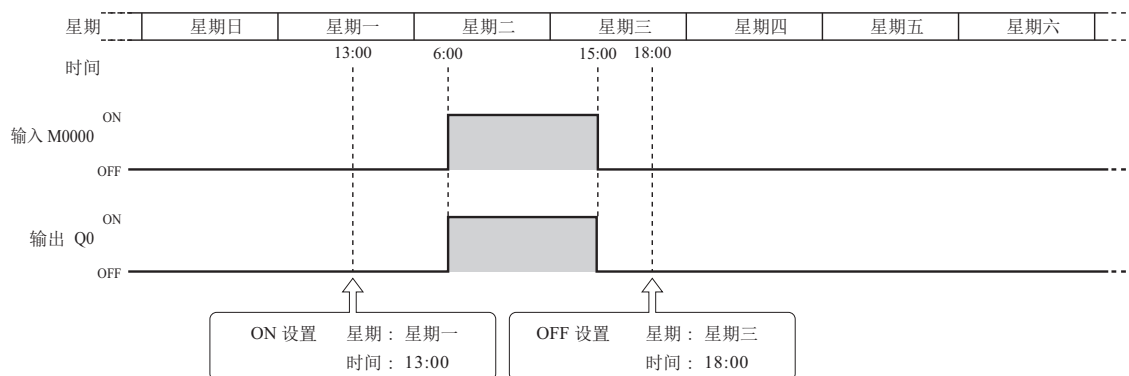 星期 星期日 星期一 星期二 星期三 星期四 星期五 星期六
时间 13:00 6:00 15:00 18:00
ON
输入 M0000
OFF
ON
输出 Q0
OFF
ON 设置 星期： 星期一
时间： 13:00
OFF 设置 星期： 星期三
时间： 18:00